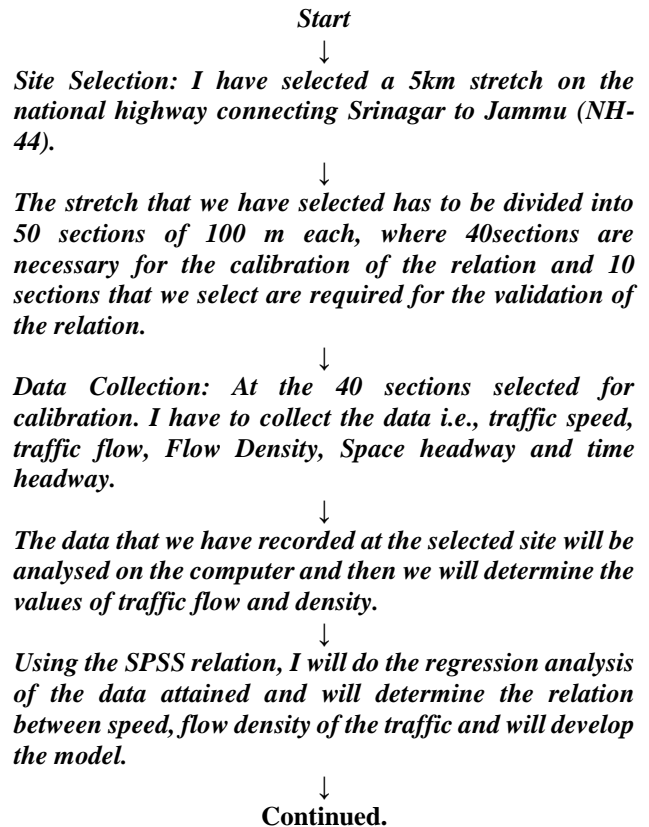 Start
↓
Site Selection: I have selected a 5km stretch on the
national highway connecting Srinagar to Jammu (NH-
44).
↓
The stretch that we have selected has to be divided into
50 sections of 100 m each, where 40sections are
necessary for the calibration of the relation and 10
sections that we select are required for the validation of
the relation.
↓
Data Collection: At the 40 sections selected for
calibration. I have to collect the data i.e., traffic speed,
traffic flow, Flow Density, Space headway and time
headway.
↓
The data that we have recorded at the selected site will be
analysed on the computer and then we will determine the
values of traffic flow and density.
↓
Using the SPSS relation, I will do the regression analysis
of the data attained and will determine the relation
between speed, flow density of the traffic and will develop
the model.
↓
Continued.